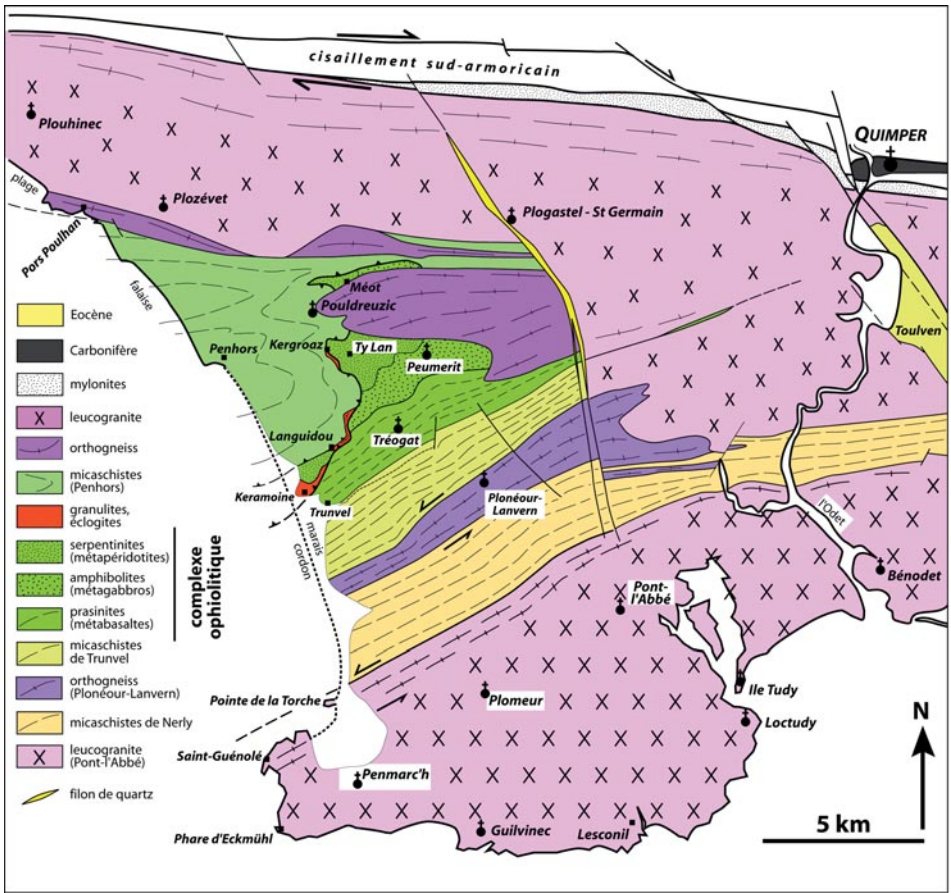 cisaillement sud-armoricain
QUIMPER
Plouhinec
plage
Plozévet
Plogastel - St Germain
Pors Poulhan
falaise
Méot
Pouldreuzic
Toulven
Penhors
Kergroaz
Ty Lan
Peumerit
Languidou
Tréogat
Keramoine
Trunvel
Plonéour-
Lanvern
marais
cordon
l'Odet
Bénodet
Pont-
l'Abbé
Ile Tudy
Pointe de la Torche
Plomeur
Loctudy
Saint-Guénolé
Penmarc'h
Phare d'Eckmühl
Guilvinec
Lesconil
N
5 km
Eocène
Carbonifère
mylonites
leucogranite
orthogneiss
micaschistes
(Penhors)
granulites,
éclogites
serpentinites
(métapéridotites)
amphibolites
(métagabbros)
prasinites
(métabasaltes)
complexe
ophiolitique
micaschistes
de Trunvel
orthogneiss
(Plonéour-Lanvern)
micaschistes de Nerly
leucogranite
(Pont-l'Abbé)
filon de quartz